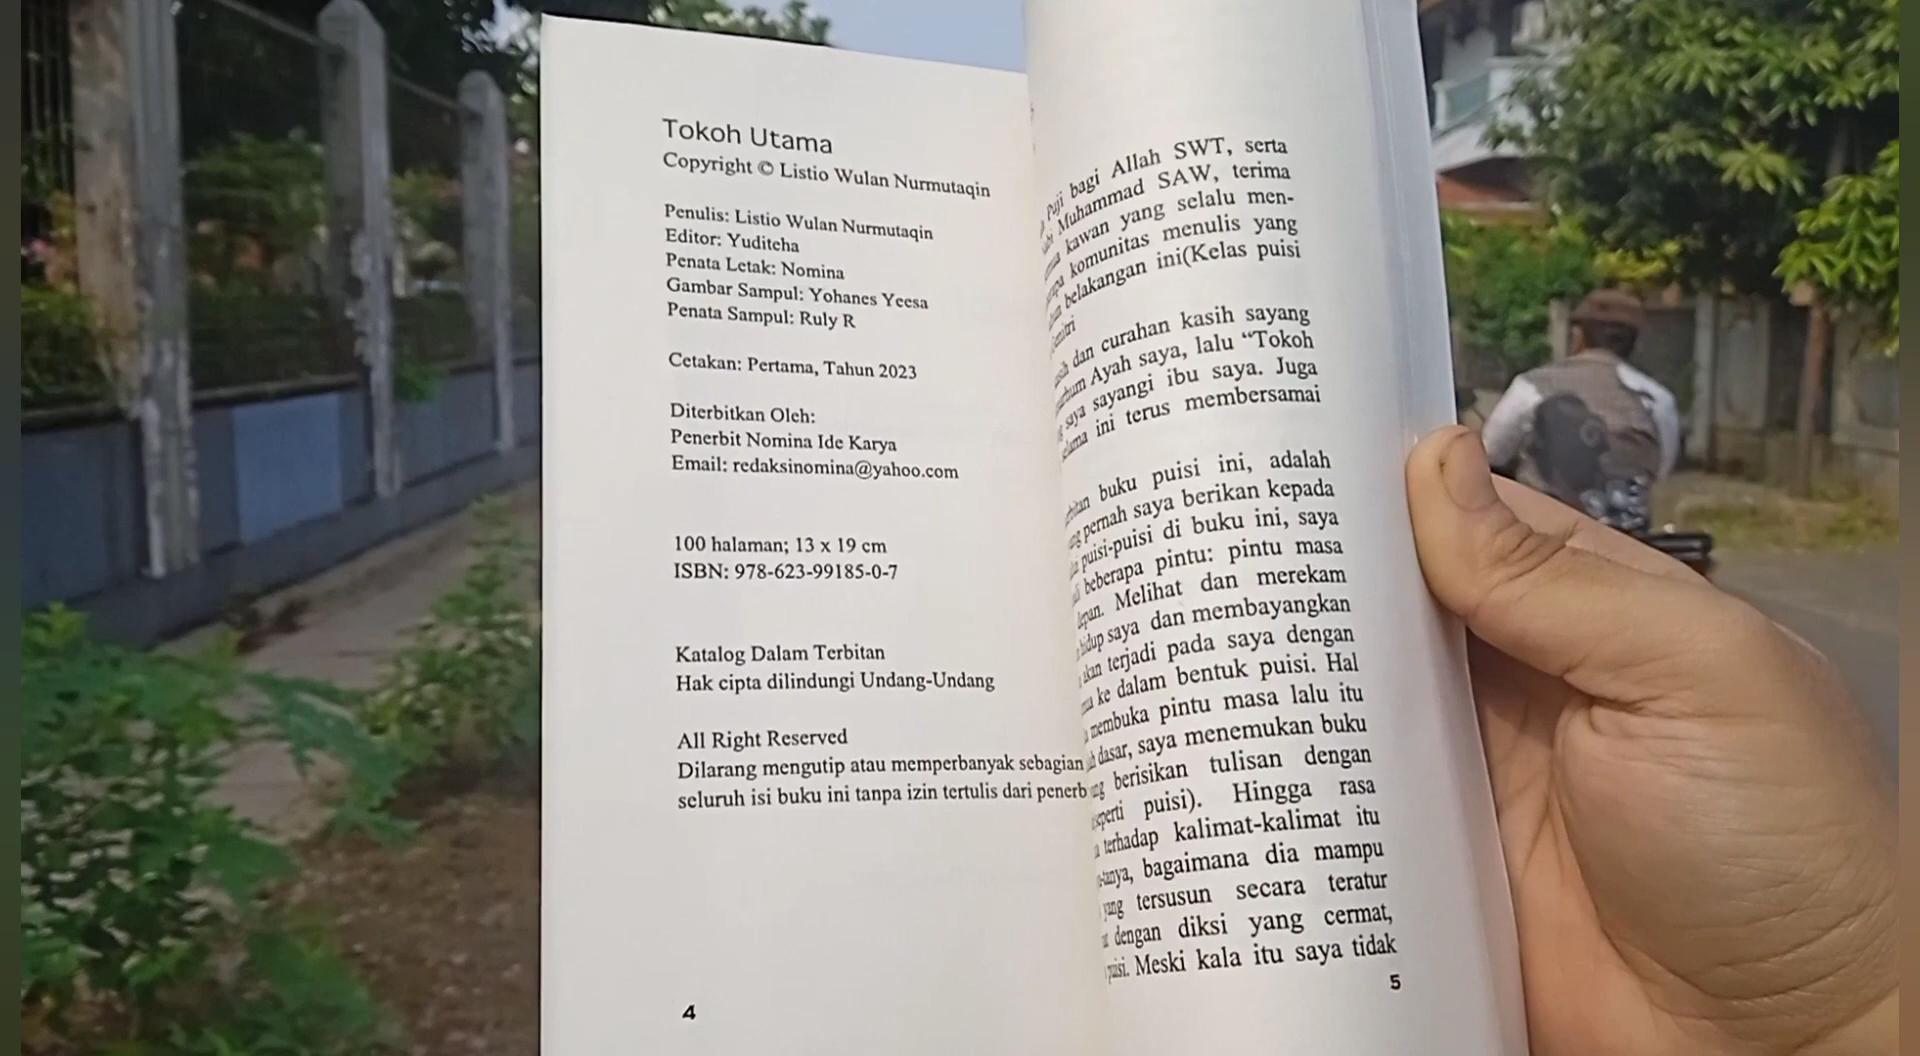 Tokoh Utama
Copyright © Listio Wulan Nurmutaqin
Penulis: Listio Wulan Nurmutaqin
Editor: Yuditeha
Penata Letak: Nomina
Gambar Sampul: Yohanes Yeesa
Penata Sampul: Ruly R
Cetakan: Pertama, Tahun 2023
Diterbitkan Oleh:
Penerbit Nomina Ide Karya
Email: redaksinomina@yahoo.com
100 halaman; 13 x 19 cm
ISBN: 978-623-99185-0-7
Katalog Dalam Terbitan
Hak cipta dilindungi Undang-Undang
All Right Reserved
Dilarang mengutip atau memperbanyak sebagian
seluruh isi buku ini tanpa izin tertulis dari penerb
4
Puji bagi Allah SWT, serta
Muhammad SAW, terima
kawan yang selalu men-
komunitas menulis yang
belakangan ini(Kelas puisi
dan curahan kasih sayang
Ayah saya, lalu “Tokoh
saya sayangi ibu saya. Juga
ini terus membersamai
buku puisi ini, adalah
pernah saya berikan kepada
puisi-puisi di buku ini, saya
beberapa pintu: pintu masa
Melihat dan merekam
hidup saya dan membayangkan
akan terjadi pada saya dengan
ke dalam bentuk puisi. Hal
membuka pintu masa lalu itu
dasar, saya menemukan buku
berisikan tulisan dengan
puisi). Hingga rasa
terhadap kalimat-kalimat itu
bagaimana dia mampu
yang tersusun secara teratur
dengan diksi yang cermat,
puisi. Meski kala itu saya tidak
5